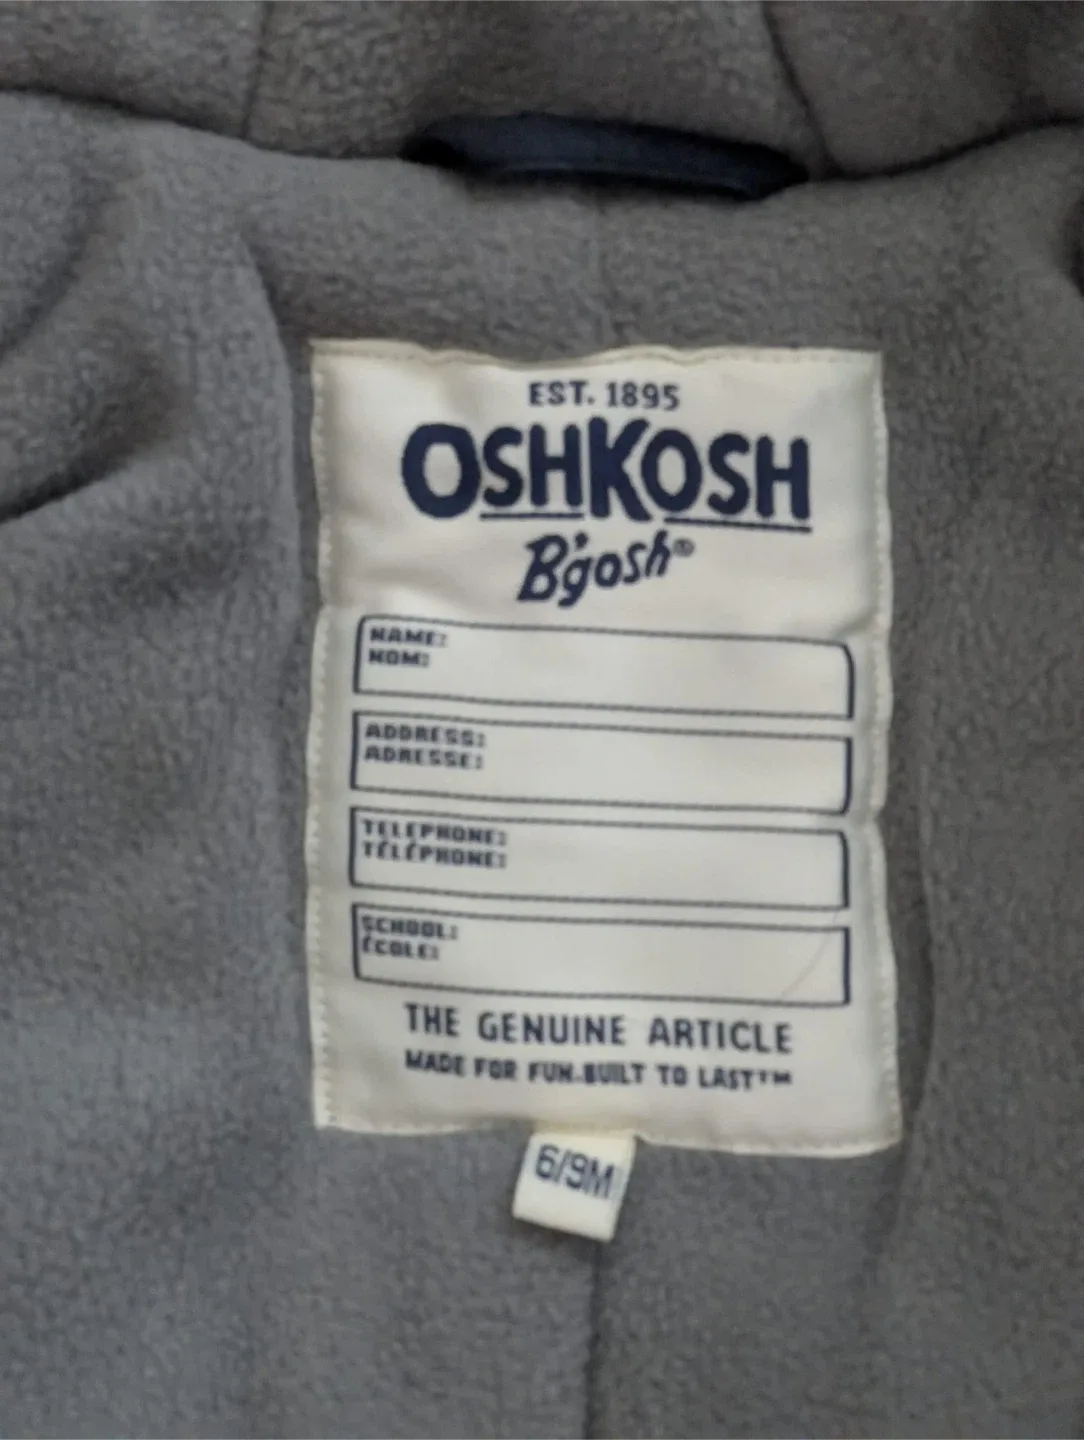 EST. 1895
OSHKOSH
B'gosh®
NAME:
NOM:
ADDRESS:
ADRESSE:
TELEPHONE:
TÉLÉPHONE:
SCHOOL:
ÉCOLE:
THE GENUINE ARTICLE
MADE FOR FUN.BUILT TO LAST™
6/9M